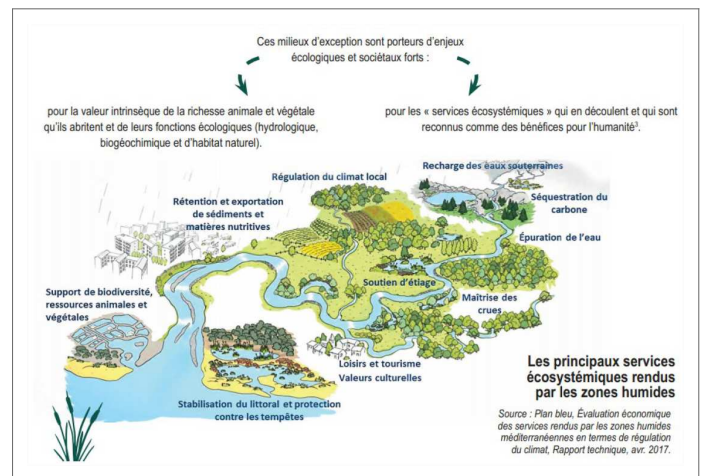 Ces milieux d'exception sont porteurs d'enjeux
écologiques et sociétaux forts :
pour la valeur intrinsèque de la richesse animale et végétale
qu'ils abritent et de leurs fonctions écologiques (hydrologique,
biogéochimique et d'habitat naturel).
pour les « services écosystémiques » qui en découlent et qui sont
reconnus comme des bénéfices pour l'humanité³.
Recharge des eaux souterraines
Régulation du climat local
Séquestration du
carbone
Rétention et exportation
de sédiments et
matières nutritives
Épuration de l'eau
Soutien d'étiage
Support de biodiversité,
ressources animales et
végétales
Maîtrise des
crues
Loisirs et tourisme
Valeurs culturelles
Stabilisation du littoral et protection
contre les tempêtes
Les principaux services
écosystémiques rendus
par les zones humides
Source : Plan bleu, Évaluation économique
des services rendus par les zones humides
méditerranéennes en termes de régulation
du climat, Rapport technique, avr. 2017.